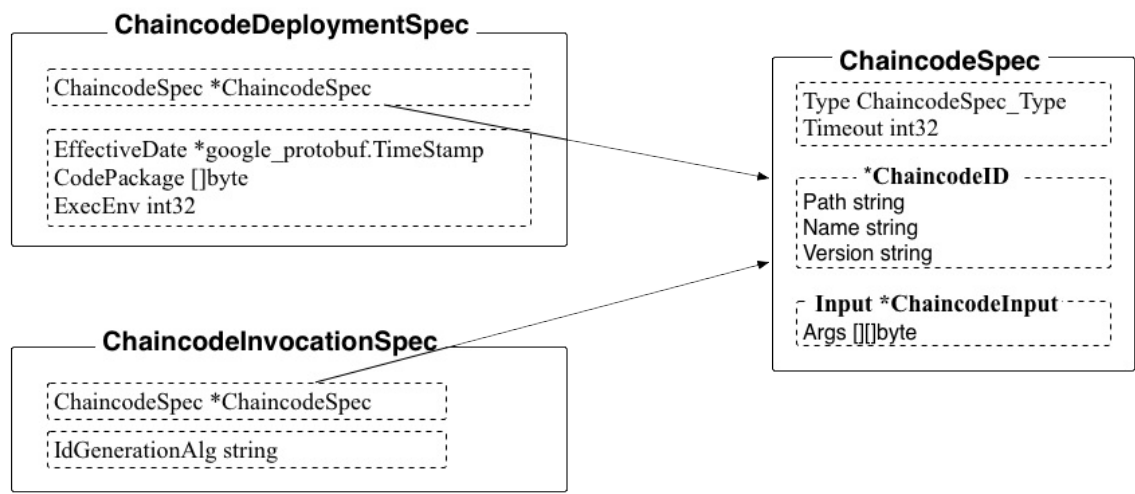 ChaincodeDeploymentSpec
ChaincodeSpec *ChaincodeSpec
EffectiveDate *google_protobuf.TimeStamp
CodePackage []byte
ExecEnv int32
ChaincodeInvocationSpec
ChaincodeSpec *ChaincodeSpec
IdGenerationAlg string
ChaincodeSpec
Type ChaincodeSpec_Type
Timeout int32
*ChaincodeID
Path string
Name string
Version string
Input *ChaincodeInput
Args [][]byte